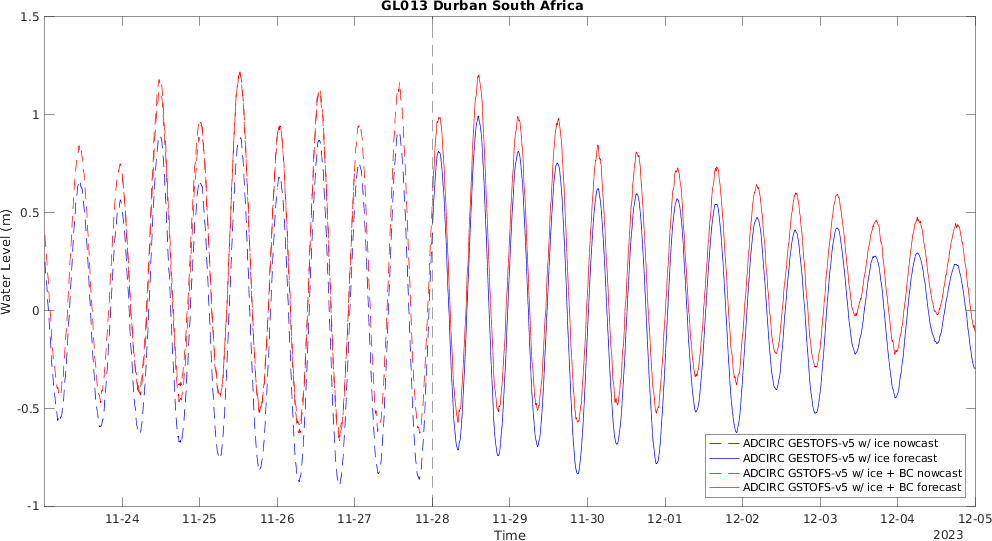 GL013 Durban South Africa
1.5
1
0.5
0
-0.5
-1
Water Level (m)
11-24
11-25
11-26
11-27
11-28
11-29
11-30
12-01
12-02
12-03
12-04
12-05
Time
2023
ADCIRC GESTOFS-v5 w/ ice nowcast
ADCIRC GESTOFS-v5 w/ ice forecast
ADCIRC GSTOFS-v5 w/ ice + BC nowcast
ADCIRC GSTOFS-v5 w/ ice + BC forecast